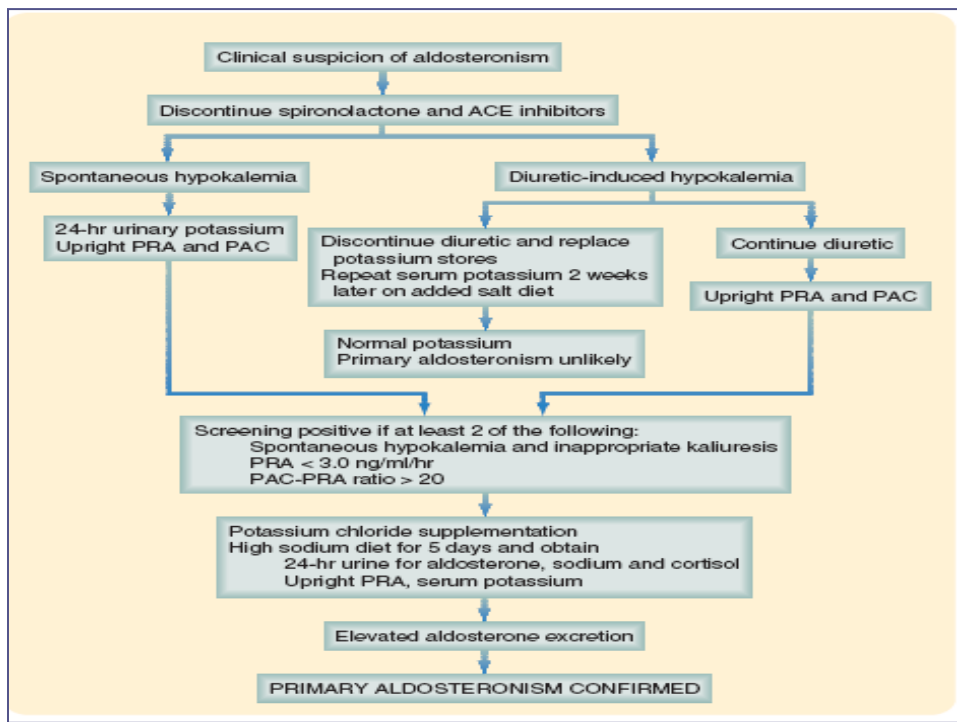 Clinical suspicion of aldosteronism
Discontinue spironolactone and ACE inhibitors
Spontaneous hypokalemia
Diuretic-induced hypokalemia
24-hr urinary potassium
Upright PRA and PAC
Discontinue diuretic and replace
potassium stores
Repeat serum potassium 2 weeks
later on added salt diet
Continue diuretic
Upright PRA and PAC
Normal potassium
Primary aldosteronism unlikely
Screening positive if at least 2 of the following:
Spontaneous hypokalemia and inappropriate kaliuresis
PRA < 3.0 ng/ml/hr
PAC-PRA ratio > 20
Potassium chloride supplementation
High sodium diet for 5 days and obtain
24-hr urine for aldosterone, sodium and cortisol
Upright PRA, serum potassium
Elevated aldosterone excretion
PRIMARY ALDOSTERONISM CONFIRMED